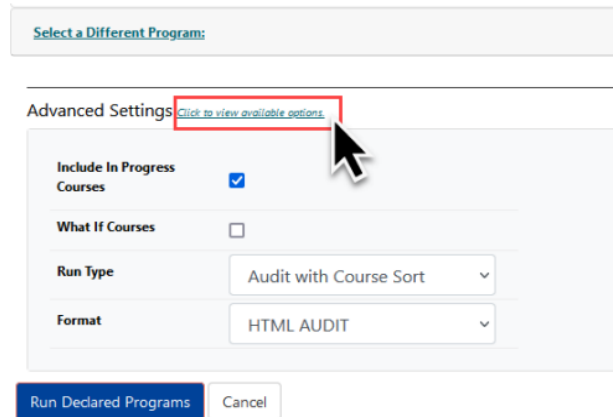 Select a Different Program:
Advanced Settings Click to view available options.
Include In Progress
Courses
What If Courses
Run Type
Audit with Course Sort
Format
HTML AUDIT
Run Declared Programs
Cancel